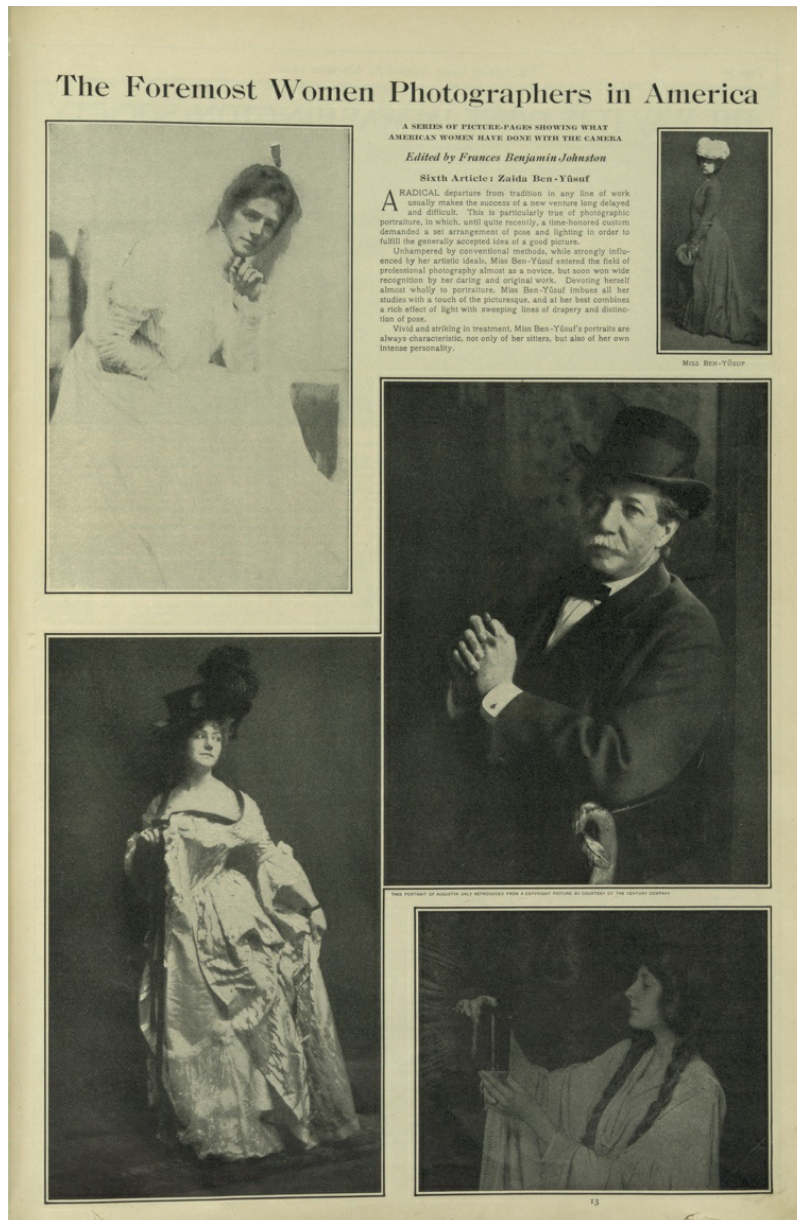 The Foremost Women Photographers in America
A SERIES OF PICTURE-PAGES SHOWING WHAT
AMERICAN WOMEN HAVE DONE WITH THE CAMERA
Edited by Frances Benjamin Johnston
Sixth Article: Zaida Ben-Yûsuf
A RADICAL departure from tradition in any line of work
usually makes the success of a new venture long delayed
and difficult. This is particularly true of photographic
portraiture, in which, until quite recently, a time-honored custom
demanded a set arrangement of pose and lighting in order to
fulfill the generally accepted idea of a good picture.
Unhampered by conventional methods, while strongly influ-
enced by her artistic ideals, Miss Ben-Yûsuf entered the field of
professional photography almost as a novice, but soon won wide
recognition by her daring and original work. Devoting herself
almost wholly to portraiture, Miss Ben-Yûsuf imbues all her
studies with a touch of the picturesque, and at her best combines
a rich effect of light with sweeping lines of drapery and distinc-
tion of pose.
Vivid and striking in treatment, Miss Ben-Yûsuf's portraits are
always characteristic, not only of her sitters, but also of her own
intense personality.
MISS BEN-YÛSUF
THIS PORTRAIT OF AUGUSTIN DALY REPRODUCED FROM A COPYRIGHT PICTURE BY COURTESY OF THE CENTURY COMPANY
13